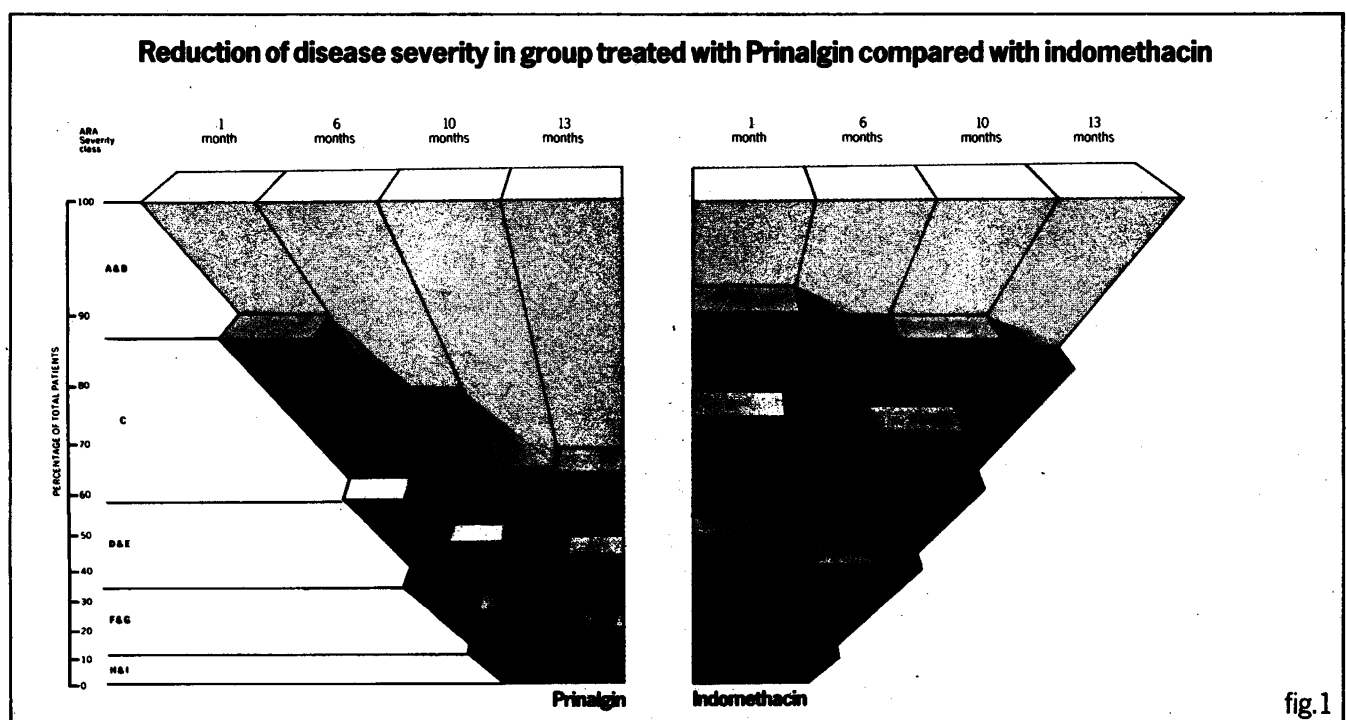 Reduction of disease severity in group treated with Prinalgin compared with indomethacin
ARA
Severity
class
1
month
6
months
10
months
13
months
1
month
6
months
10
months
13
months
PERCENTAGE OF TOTAL PATIENTS
100
A&B
90
80
C
70
60
50
D&E
40
30
F&G
20
10
H&I
0
Prinalgin
Indomethacin
fig.1